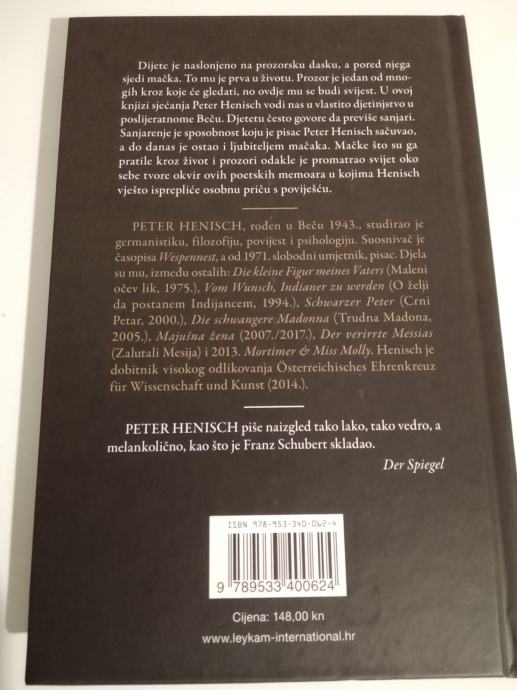 Dijete je naslonjeno na prozorsku dasku, a pored njega
sjedi mačka. To mu je prva u životu. Prozor je jedan od mno-
gih kroz koje će gledati, no ovdje mu se budi svijest. U ovoj
knjizi sjećanja Peter Henisch vodi nas u vlastito djetinjstvo u
poslijeratnome Beču. Djetetu često govore da previše sanjari.
Sanjarenje je sposobnost koju je pisac Peter Henisch sačuvao,
a do danas je ostao i ljubiteljem mačaka. Mačke što su ga
pratile kroz život i prozori odakle je promatrao svijet oko
sebe tvore okvir ovih poetskih memoara u kojima Henisch
vješto isprepliće osobnu priču s poviješću.
PETER HENISCH, rođen u Beču 1943., studirao je
germanistiku, filozofiju, povijest i psihologiju. Suosnivač je
časopisa Wespennest, a od 1971. slobodni umjetnik, pisac. Djela
su mu, između ostalih: Die kleine Figur meines Vaters (Maleni
očev lik, 1975.), Vom Wunsch, Indianer zu werden (O želji
da postanem Indijancem, 1994.), Schwarzer Peter (Crni
Petar, 2000.), Die schwangere Madonna (Trudna Madona,
2005.), Majušna žena (2007./2017.), Der verirrte Messias
(Zalutali Mesija) i 2013. Mortimer & Miss Molly. Henisch je
dobitnik visokog odlikovanja Österreichisches Ehrenkreuz
für Wissenschaft und Kunst (2014.).
PETER HENISCH piše naizgled tako lako, tako vedro, a
melankolično, kao što je Franz Schubert skladao.
Der Spiegel
ISBN 978-953-340-062-4
9 789533 400624
Cijena: 148,00 kn
www.leykam-international.hr